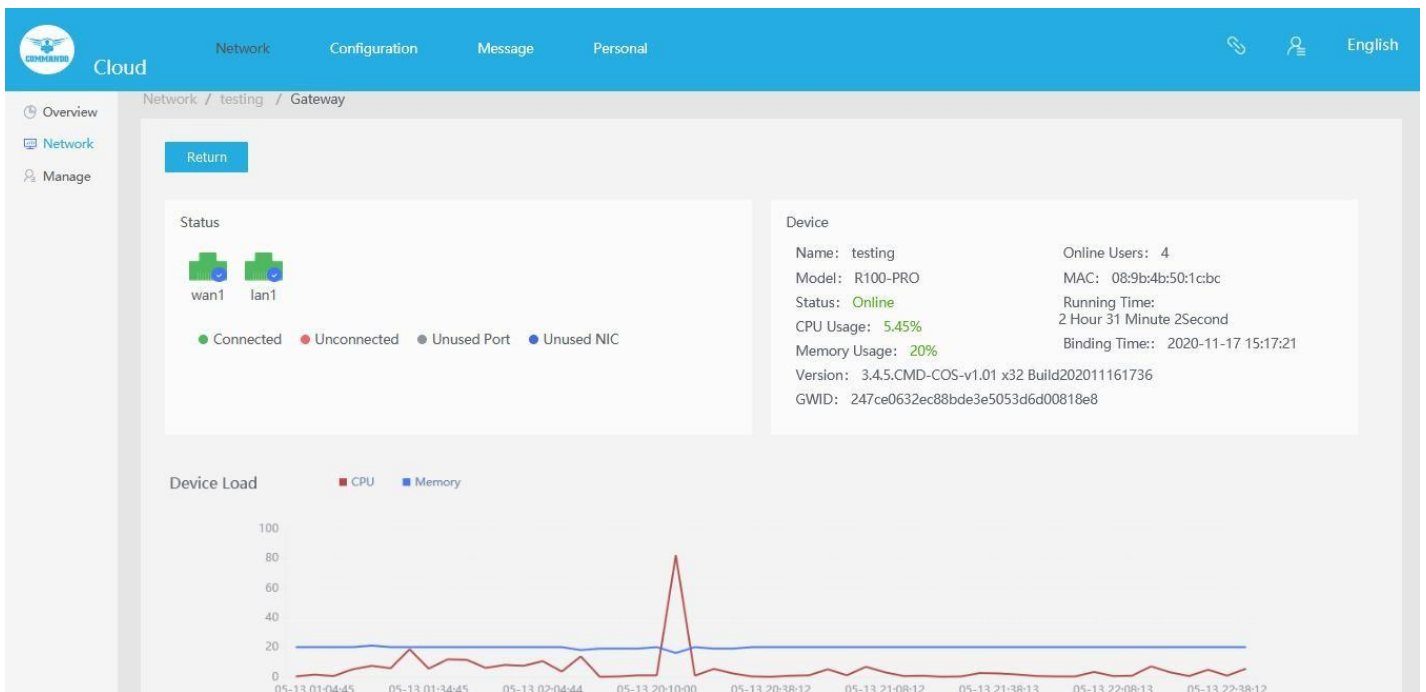 COMMANDO
Cloud
Network Configuration Message Personal English
Overview
Network
Manage
Network / testing / Gateway
Return
Status
wan1 lan1
Connected Unconnected Unused Port Unused NIC
Device
Name: testing Online Users: 4
Model: R100-PRO MAC: 08:9b:4b:50:1c:bc
Status: Online Running Time:
2 Hour 31 Minute 2Second
CPU Usage: 5.45%
Memory Usage: 20% Binding Time:: 2020-11-17 15:17:21
Version: 3.4.5.CMD-COS-v1.01 x32 Build202011161736
GWID: 247ce0632ec88bde3e5053d6d00818e8
Device Load CPU Memory
100
80
60
40
20
0
05-13 01:04:45 05-13 01:34:45 05-13 02:04:44 05-13 20:10:00 05-13 20:38:12 05-13 21:08:12 05-13 21:38:13 05-13 22:08:13 05-13 22:38:12